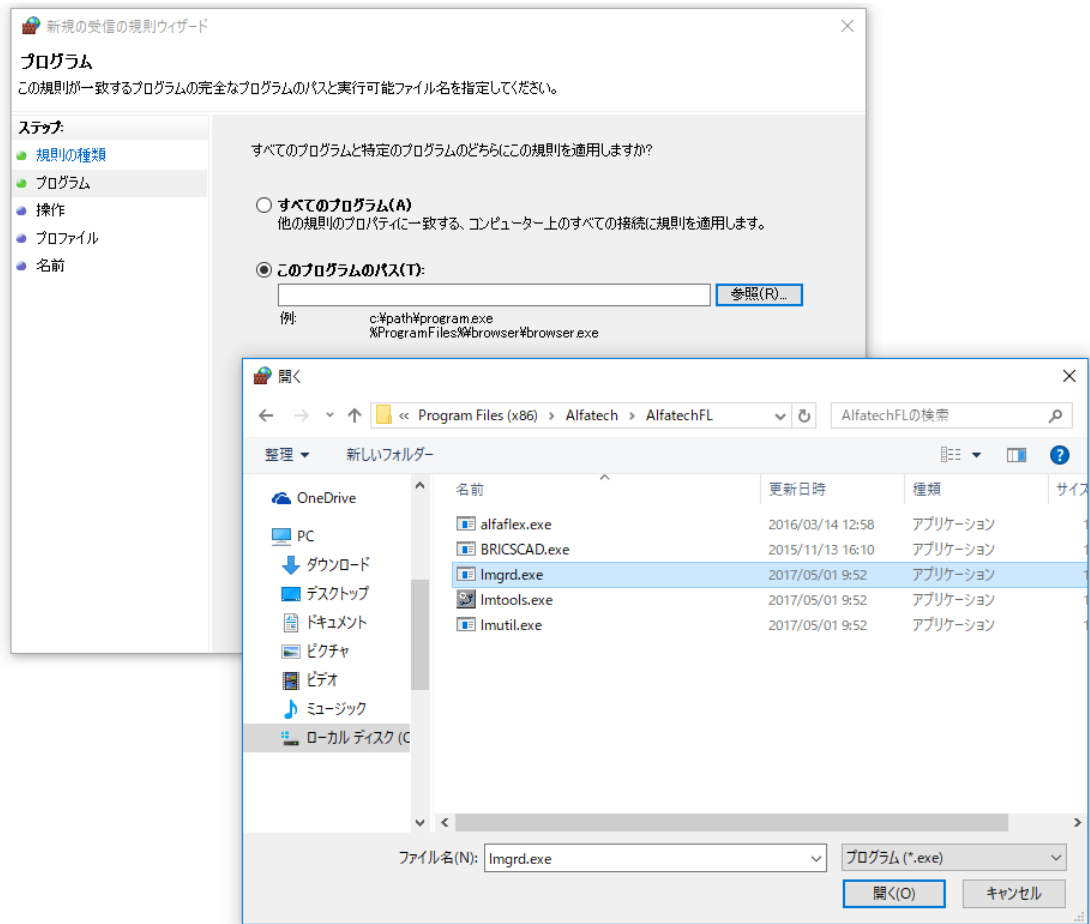 新規の受信の規則ウィザード
プログラム
この規則が一致するプログラムの完全なプログラムのパスと実行可能ファイル名を指定してください。
ステップ:
規則の種類
プログラム
操作
プロファイル
名前
すべてのプログラムと特定のプログラムのどちらにこの規則を適用しますか?
すべてのプログラム(A)
他の規則のプロパティに一致する、コンピューター上のすべての接続に規則を適用します。
このプログラムのパス(T):
参照(R)...
例: c:¥path¥program.exe
%ProgramFiles%¥browser¥browser.exe
開く
« Program Files (x86) › Alfatech › AlfatechFL
AlfatechFLの検索
整理 新しいフォルダー
名前 更新日時 種類 サイズ
OneDrive
PC
ダウンロード
デスクトップ
ドキュメント
ピクチャ
ビデオ
ミュージック
ローカル ディスク (C
alfaflex.exe 2016/03/14 12:58 アプリケーション 1
BRICSCAD.exe 2015/11/13 16:10 アプリケーション 1
lmgrd.exe 2017/05/01 9:52 アプリケーション 1
lmtools.exe 2017/05/01 9:52 アプリケーション 1
lmutil.exe 2017/05/01 9:52 アプリケーション 1
ファイル名(N): lmgrd.exe プログラム (*.exe)
開く(O) キャンセル